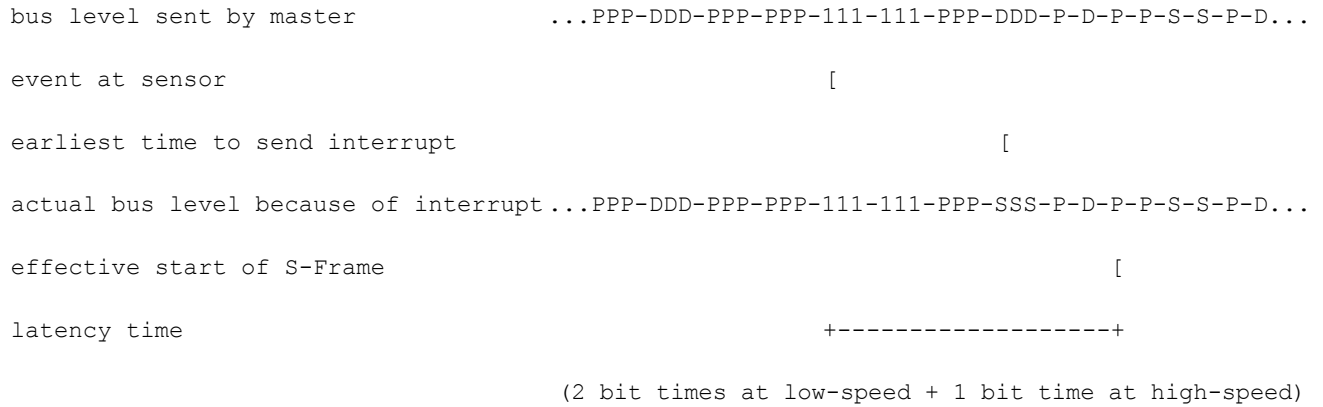 bus level sent by master ...PPP-DDD-PPP-PPP-111-111-PPP-DDD-P-D-P-P-S-S-P-D...
event at sensor [
earliest time to send interrupt [
actual bus level because of interrupt...PPP-DDD-PPP-PPP-111-111-PPP-SSS-P-D-P-P-S-S-P-D...
effective start of S-Frame [
latency time +-------------------+
(2 bit times at low-speed + 1 bit time at high-speed)